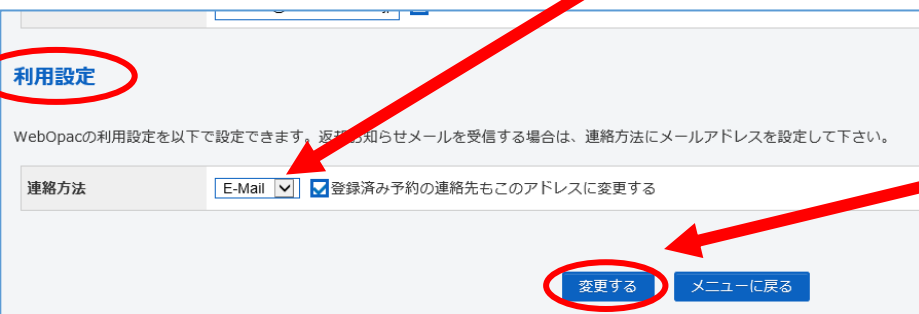 利用設定
WebOpacの利用設定を以下で設定できます。返却お知らせメールを受信する場合は、連絡方法にメールアドレスを設定して下さい。
連絡方法 E-Mail 登録済み予約の連絡先もこのアドレスに変更する
変更する メニューに戻る